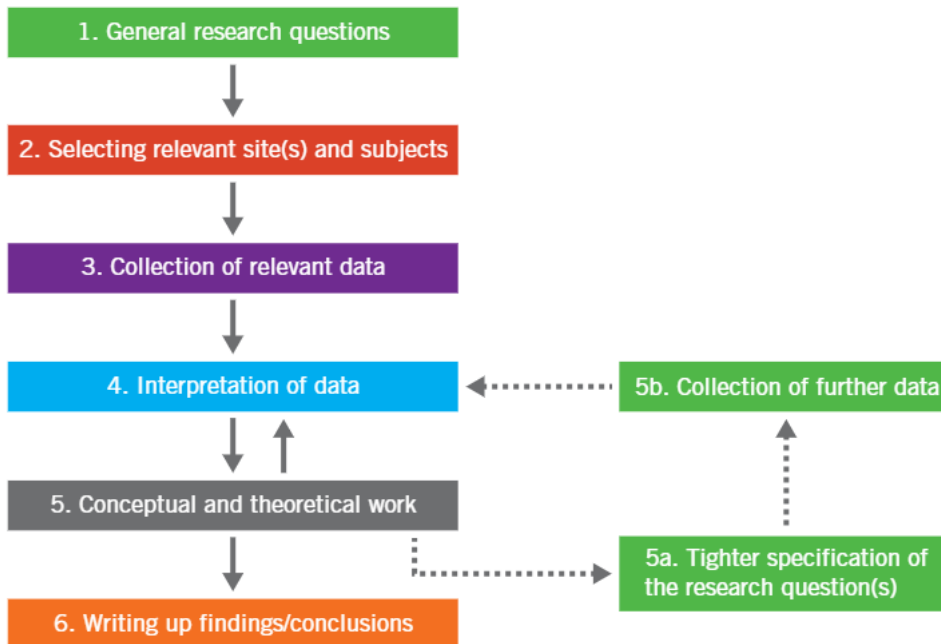 1. General research questions
2. Selecting relevant site(s) and subjects
3. Collection of relevant data
4. Interpretation of data
5b. Collection of further data
5. Conceptual and theoretical work
5a. Tighter specification of
the research question(s)
6. Writing up findings/conclusions